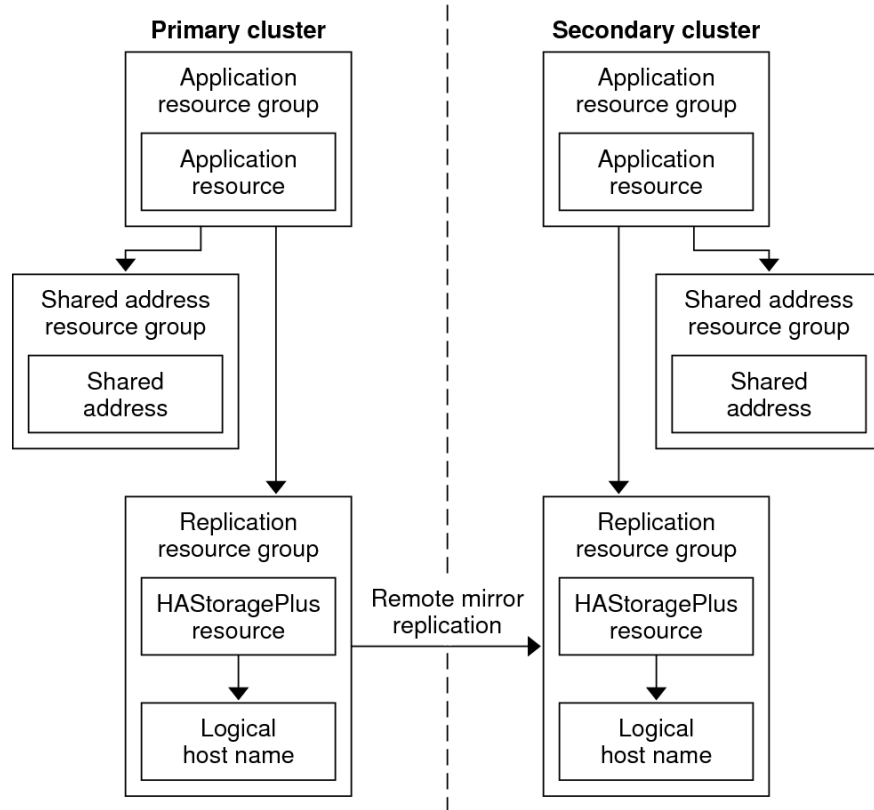 Primary cluster
Application
resource group
Application
resource
Shared address
resource group
Shared
address
Replication
resource group
HAStoragePlus
resource
Logical
host name
Remote mirror
replication
Secondary cluster
Application
resource group
Application
resource
Shared address
resource group
Shared
address
Replication
resource group
HAStoragePlus
resource
Logical
host name